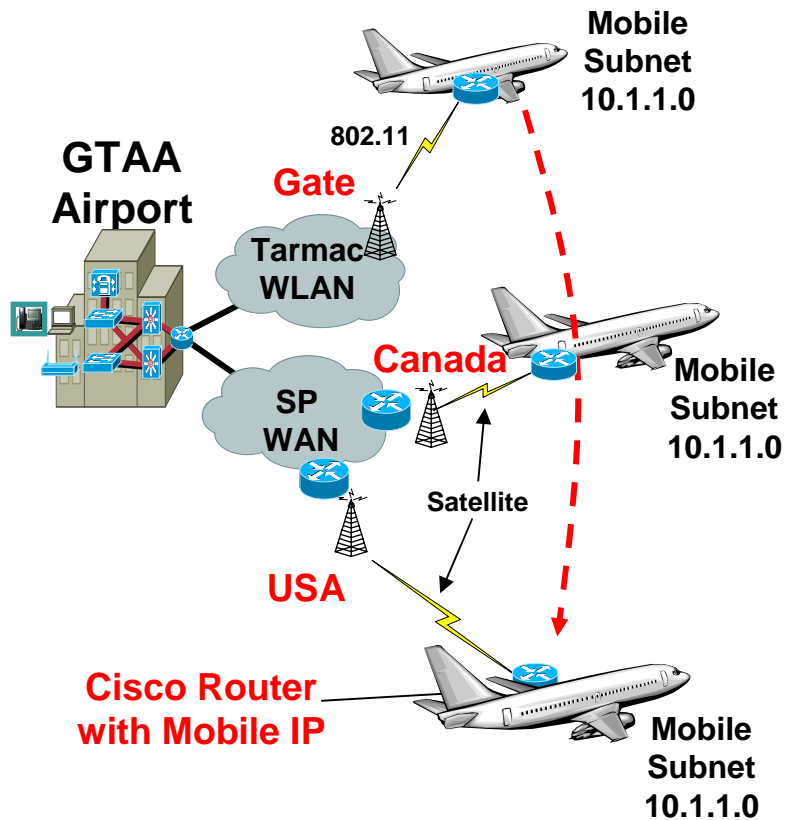 Mobile
Subnet
10.1.1.0
802.11
GTAA
Airport
Gate
Tarmac
WLAN
Canada
SP
WAN
Mobile
Subnet
10.1.1.0
Satellite
USA
Cisco Router
with Mobile IP
Mobile
Subnet
10.1.1.0